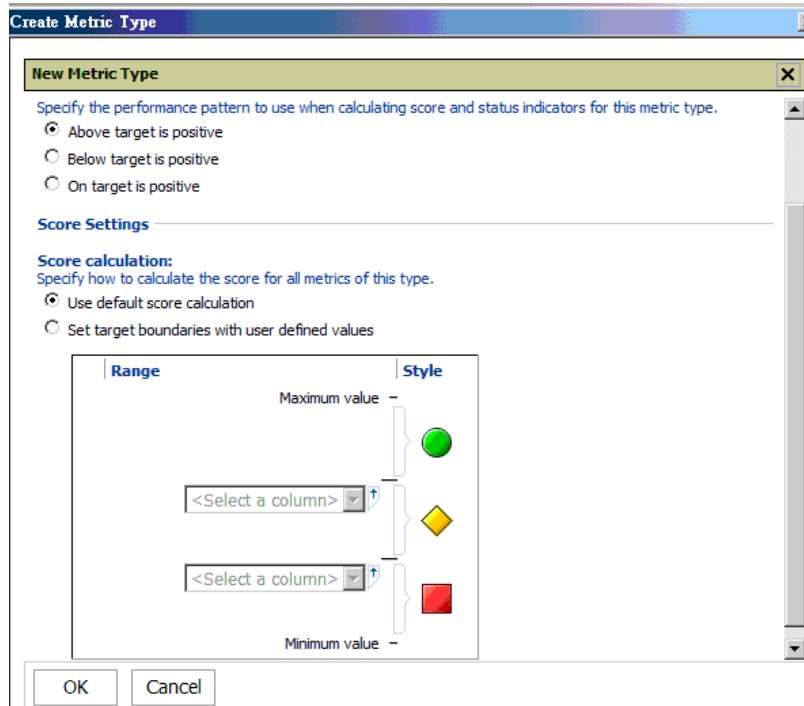 Create Metric Type
New Metric Type
Specify the performance pattern to use when calculating score and status indicators for this metric type.
Above target is positive
Below target is positive
On target is positive
Score Settings
Score calculation:
Specify how to calculate the score for all metrics of this type.
Use default score calculation
Set target boundaries with user defined values
Range Style
Maximum value
<Select a column>
<Select a column>
Minimum value
OK Cancel